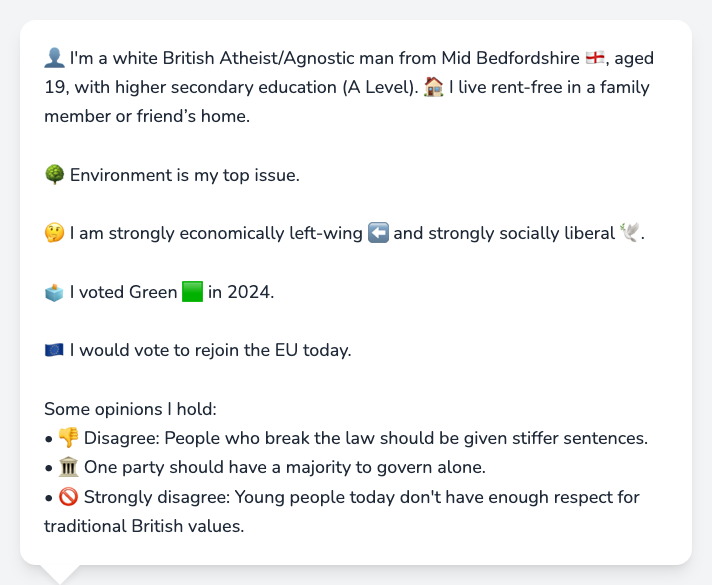 👤 I'm a white British Atheist/Agnostic man from Mid Bedfordshire 🏴󠁧󠁢󠁥󠁮󠁧󠁿, aged
19, with higher secondary education (A Level). 🏠 I live rent-free in a family
member or friend’s home.
🌳 Environment is my top issue.
🤔 I am strongly economically left-wing ⬅️ and strongly socially liberal 🕊️.
🗳️ I voted Green 🟩 in 2024.
🇪🇺 I would vote to rejoin the EU today.
Some opinions I hold:
• 👎 Disagree: People who break the law should be given stiffer sentences.
• 🏛️ One party should have a majority to govern alone.
• 🚫 Strongly disagree: Young people today don't have enough respect for
traditional British values.